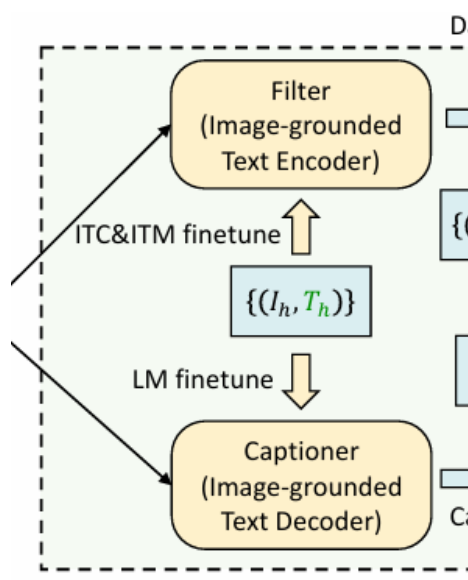 Filter
(Image-grounded
Text Encoder)
ITC&ITM finetune
{(I_h, T_h)}
LM finetune
Captioner
(Image-grounded
Text Decoder)